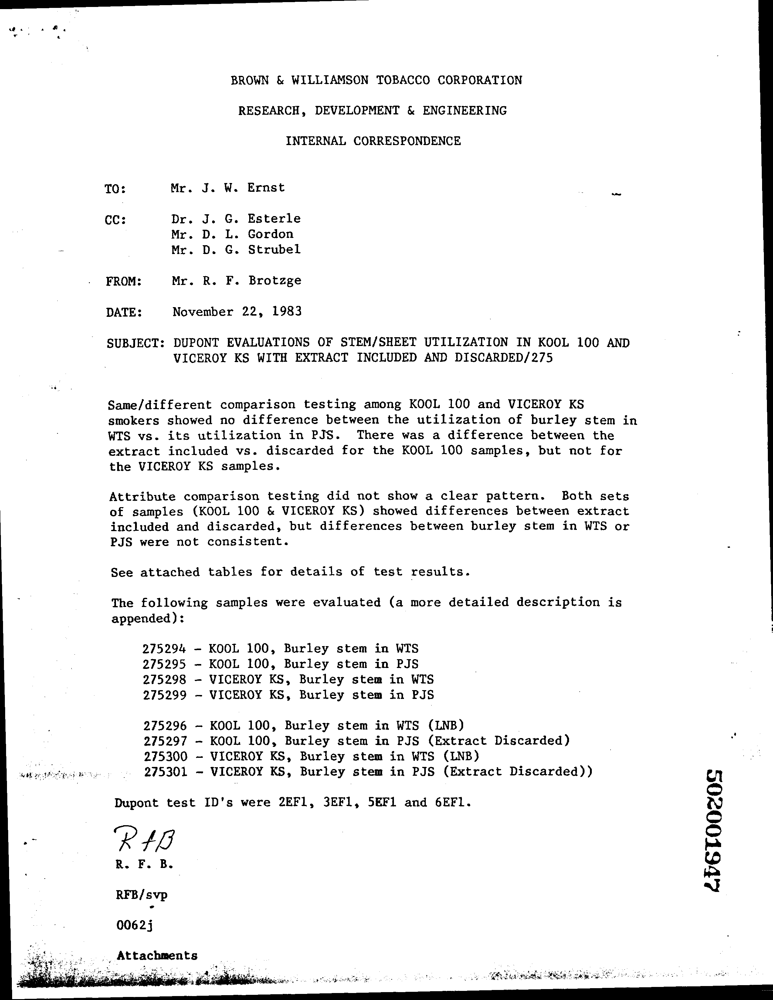 BROWN & WILLIAMSON TOBACCO CORPORATION
RESEARCH, DEVELOPMENT & ENGINEERING
INTERNAL CORRESPONDENCE
TO: Mr. J. W. Ernst
CC: Dr. J. G. Esterle
Mr. D. L. Gordon
Mr. D. G. Strubel
FROM: Mr. R. F. Brotzge
DATE: November 22, 1983
SUBJECT: DUPONT EVALUATIONS OF STEM/SHEET UTILIZATION IN KOOL 100 AND
VICEROY KS WITH EXTRACT INCLUDED AND DISCARDED/275
Same/different comparison testing among KOOL 100 and VICEROY KS
smokers showed no difference between the utilization of burley stem in
WTS vs. its utilization in PJS. There was a difference between the
extract included vs. discarded for the KOOL 100 samples, but not for
the VICEROY KS samples.
Attribute comparison testing did not show a clear pattern. Both sets
of samples (KOOL 100 & VICEROY KS) showed differences between extract
included and discarded, but differences between burley stem in WTS or
PJS were not consistent.
See attached tables for details of test results.
The following samples were evaluated (a more detailed description is
appended):
275294 - KOOL 100, Burley stem in WTS
275295 - KOOL 100, Burley stem in PJS
275298 - VICEROY KS, Burley stem in WTS
275299 - VICEROY KS, Burley stem in PJS
275296 - KOOL 100, Burley stem in WTS (LNB)
275297 - KOOL 100, Burley stem in PJS (Extract Discarded)
275300 - VICEROY KS, Burley stem in WTS (LNB)
275301 - VICEROY KS, Burley stem in PJS (Extract Discarded))
Dupont test ID's were 2EF1, 3EF1, 5EF1 and 6EF1.
RFB
R. F. B.
RFB/svp
0062j
Attachments
502001947